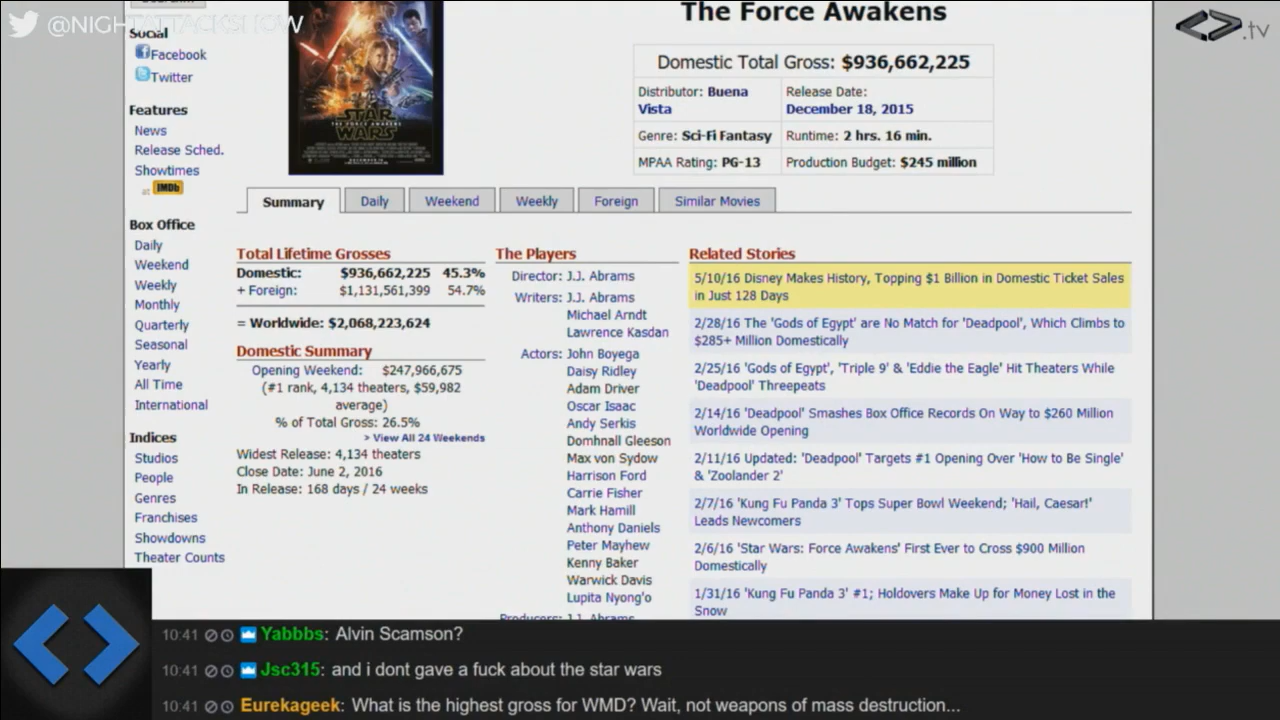 @NIGHTATTACKSHOW
.tv
Social
Facebook
Twitter
Features
News
Release Sched.
Showtimes
at IMDb
Box Office
Daily
Weekend
Weekly
Monthly
Quarterly
Seasonal
Yearly
All Time
International
Indices
Studios
People
Genres
Franchises
Showdowns
Theater Counts
STAR
THE FORCE AWAKENS
WARS
The Force Awakens
Domestic Total Gross: $936,662,225
Distributor: Buena
Vista
Release Date:
December 18, 2015
Genre: Sci-Fi Fantasy
Runtime: 2 hrs. 16 min.
MPAA Rating: PG-13
Production Budget: $245 million
Summary
Daily
Weekend
Weekly
Foreign
Similar Movies
Total Lifetime Grosses
Domestic: $936,662,225 45.3%
+ Foreign: $1,131,561,399 54.7%
= Worldwide: $2,068,223,624
Domestic Summary
Opening Weekend: $247,966,675
(#1 rank, 4,134 theaters, $59,982
average)
% of Total Gross: 26.5%
> View All 24 Weekends
Widest Release: 4,134 theaters
Close Date: June 2, 2016
In Release: 168 days / 24 weeks
The Players
Director: J.J. Abrams
Writers: J.J. Abrams
Michael Arndt
Lawrence Kasdan
Actors: John Boyega
Daisy Ridley
Adam Driver
Oscar Isaac
Andy Serkis
Domhnall Gleeson
Max von Sydow
Harrison Ford
Carrie Fisher
Mark Hamill
Anthony Daniels
Peter Mayhew
Kenny Baker
Warwick Davis
Lupita Nyong'o
Producers: J.J. Abrams
Related Stories
5/10/16 Disney Makes History, Topping $1 Billion in Domestic Ticket Sales
in Just 128 Days
2/28/16 The 'Gods of Egypt' are No Match for 'Deadpool', Which Climbs to
$285+ Million Domestically
2/25/16 'Gods of Egypt', 'Triple 9' & 'Eddie the Eagle' Hit Theaters While
'Deadpool' Threepeats
2/14/16 'Deadpool' Smashes Box Office Records On Way to $260 Million
Worldwide Opening
2/11/16 Updated: 'Deadpool' Targets #1 Opening Over 'How to Be Single'
& 'Zoolander 2'
2/7/16 'Kung Fu Panda 3' Tops Super Bowl Weekend; 'Hail, Caesar!'
Leads Newcomers
2/6/16 'Star Wars: Force Awakens' First Ever to Cross $900 Million
Domestically
1/31/16 'Kung Fu Panda 3' #1; Holdovers Make Up for Money Lost in the
Snow
10:41 Yabbbs: Alvin Scamson?
10:41 Jsc315: and i dont gave a fuck about the star wars
10:41 Eurekageek: What is the highest gross for WMD? Wait, not weapons of mass destruction...